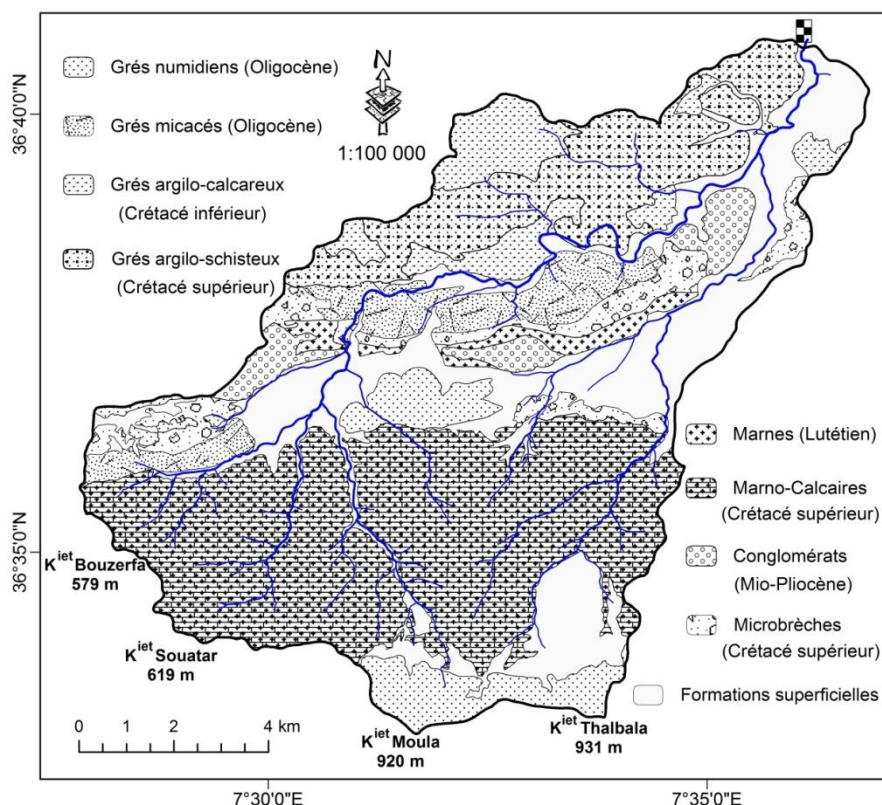 Grés numidiens (Oligocène)
Grés micacés (Oligocène)
Grés argilo-calcareux
(Crétacé inférieur)
Grés argilo-schisteux
(Crétacé supérieur)
N
1:100 000
36°40'0"N
36°35'0"N
Marnes (Lutétien)
Marno-Calcaires
(Crétacé supérieur)
Conglomérats
(Mio-Pliocène)
Microbrèches
(Crétacé supérieur)
Formations superficielles
K^iet Bouzerfa
579 m
K^iet Souatar
619 m
K^iet Moula
920 m
K^iet Thalbala
931 m
0 1 2 4 km
7°30'0"E
7°35'0"E